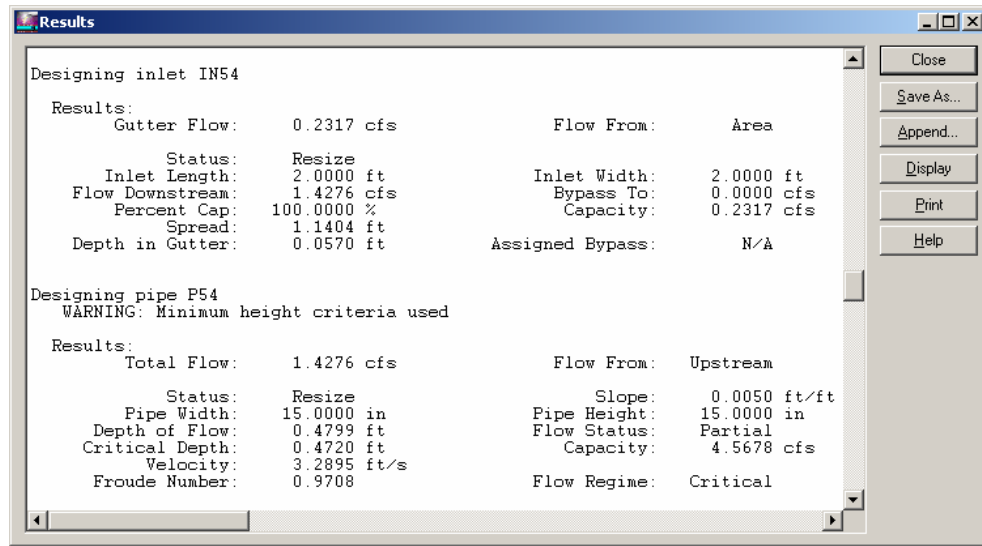 Results
Designing inlet IN54
Results:
Gutter Flow: 0.2317 cfs Flow From: Area
Status: Resize
Inlet Length: 2.0000 ft Inlet Width: 2.0000 ft
Flow Downstream: 1.4276 cfs Bypass To: 0.0000 cfs
Percent Cap: 100.0000 % Capacity: 0.2317 cfs
Spread: 1.1404 ft
Depth in Gutter: 0.0570 ft Assigned Bypass: N/A
Designing pipe P54
WARNING: Minimum height criteria used
Results:
Total Flow: 1.4276 cfs Flow From: Upstream
Status: Resize Slope: 0.0050 ft/ft
Pipe Width: 15.0000 in Pipe Height: 15.0000 in
Depth of Flow: 0.4799 ft Flow Status: Partial
Critical Depth: 0.4720 ft Capacity: 4.5678 cfs
Velocity: 3.2895 ft/s
Froude Number: 0.9708 Flow Regime: Critical
Close
Save As...
Append...
Display
Print
Help